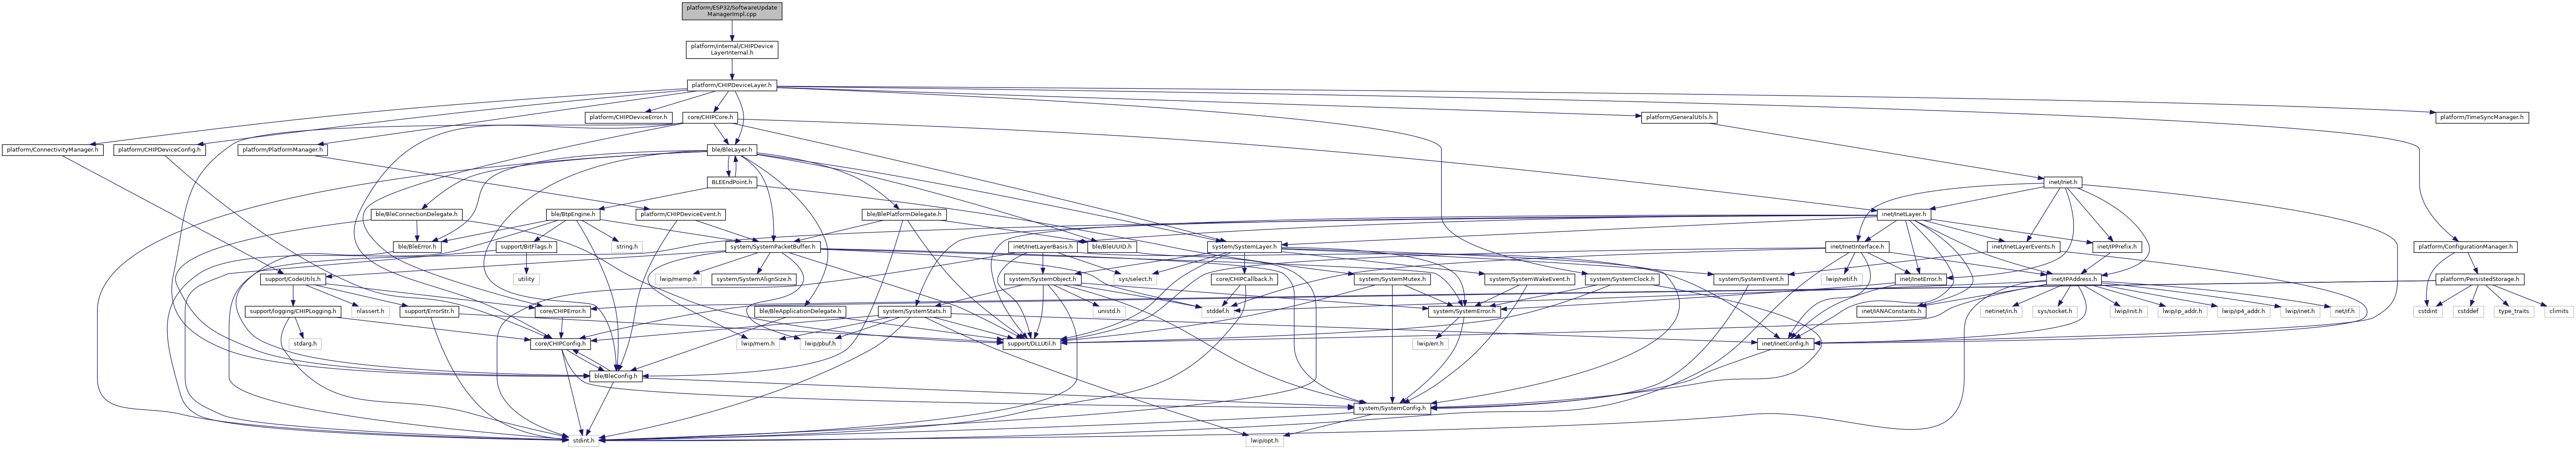 platform/ESP32/SoftwareUpdate
ManagerImpl.cpp
platform/internal/CHIPDevice
LayerInternal.h
platform/CHIPDeviceLayer.h
platform/CHIPDeviceError.h
core/CHIPCore.h
platform/GeneralUtils.h
platform/TimeSyncManager.h
platform/ConnectivityManager.h
platform/CHIPDeviceConfig.h
platform/PlatformManager.h
ble/BleLayer.h
BLEEndPoint.h
inet/Inet.h
ble/BleConnectionDelegate.h
ble/BtpEngine.h
platform/CHIPDeviceEvent.h
ble/BlePlatformDelegate.h
inet/InetLayer.h
ble/BleError.h
support/BitFlags.h
string.h
system/SystemPacketBuffer.h
inet/InetLayerBasis.h
ble/BleUUID.h
system/SystemLayer.h
inet/InetInterface.h
inet/InetLayerEvents.h
inet/IPPrefix.h
platform/ConfigurationManager.h
support/CodeUtils.h
utility
lwip/memp.h
system/SystemAlignSize.h
system/SystemObject.h
sys/select.h
core/CHIPCallback.h
system/SystemMutex.h
system/SystemWakeEvent.h
system/SystemClock.h
system/SystemEvent.h
lwip/netif.h
inet/InetError.h
inet/IPAddress.h
platform/PersistedStorage.h
support/logging/CHIPLogging.h
nlassert.h
support/ErrorStr.h
core/CHIPError.h
ble/BleApplicationDelegate.h
system/SystemStats.h
unistd.h
stddef.h
system/SystemError.h
inet/IANAConstants.h
netinet/in.h
sys/socket.h
lwip/init.h
lwip/ip_addr.h
lwip/ip4_addr.h
lwip/inet.h
net/if.h
cstdint
cstddef
type_traits
climits
stdarg.h
core/CHIPConfig.h
lwip/mem.h
lwip/pbuf.h
support/DLLUtil.h
lwip/err.h
inet/InetConfig.h
ble/BleConfig.h
system/SystemConfig.h
stdint.h
lwip/opt.h